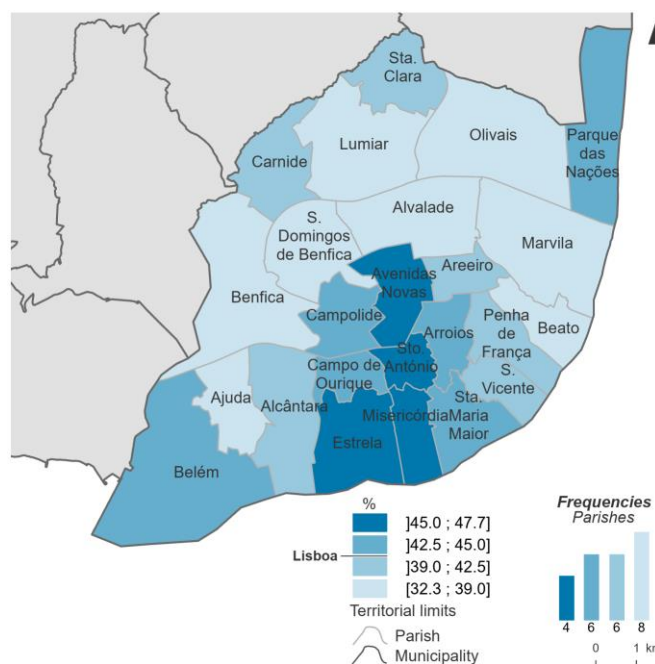 Sta.
Clara
Lumiar
Olivais
Carnide
Parque
das
Nações
Alvalade
S.
Domingos
de Benfica
Marvila
Avenidas
Novas
Areeiro
Benfica
Campolide
Arroios
Penha
de
França
Beato
Sto.
António
Campo de
Ourique
S.
Vicente
Ajuda
Alcântara
Misericórdia
Sta.
Maria
Maior
Estrela
Belém
%
]45.0 ; 47.7]
]42.5 ; 45.0]
Lisboa
]39.0 ; 42.5]
[32.3 ; 39.0]
Territorial limits
Parish
Municipality
Frequencies
Parishes
4 6 6 8
0 1 k